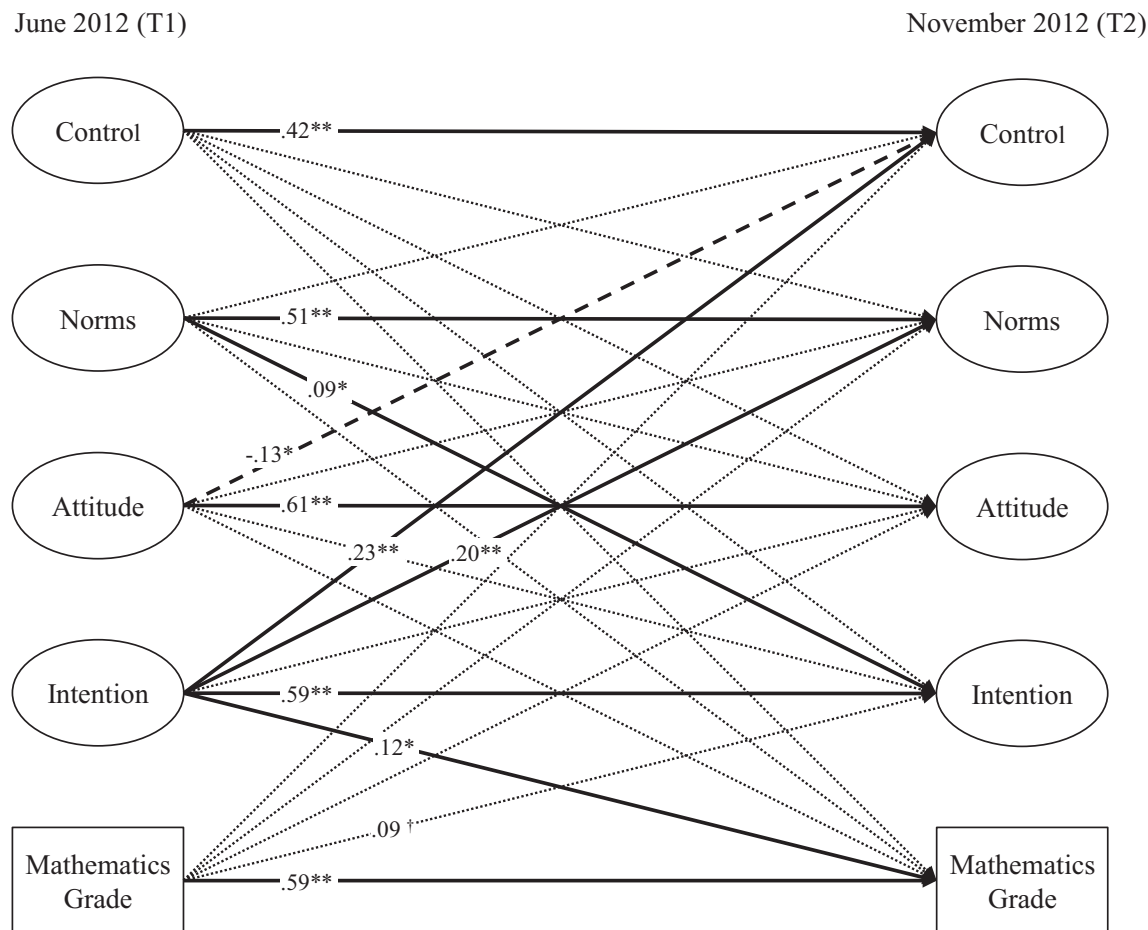 June 2012 (T1)
November 2012 (T2)
Control
.42**
Control
Norms
.51**
Norms
.09*
-.13*
Attitude
.61**
Attitude
.23**
.20**
Intention
.59**
Intention
.12*
.09 †
Mathematics
Grade
.59**
Mathematics
Grade